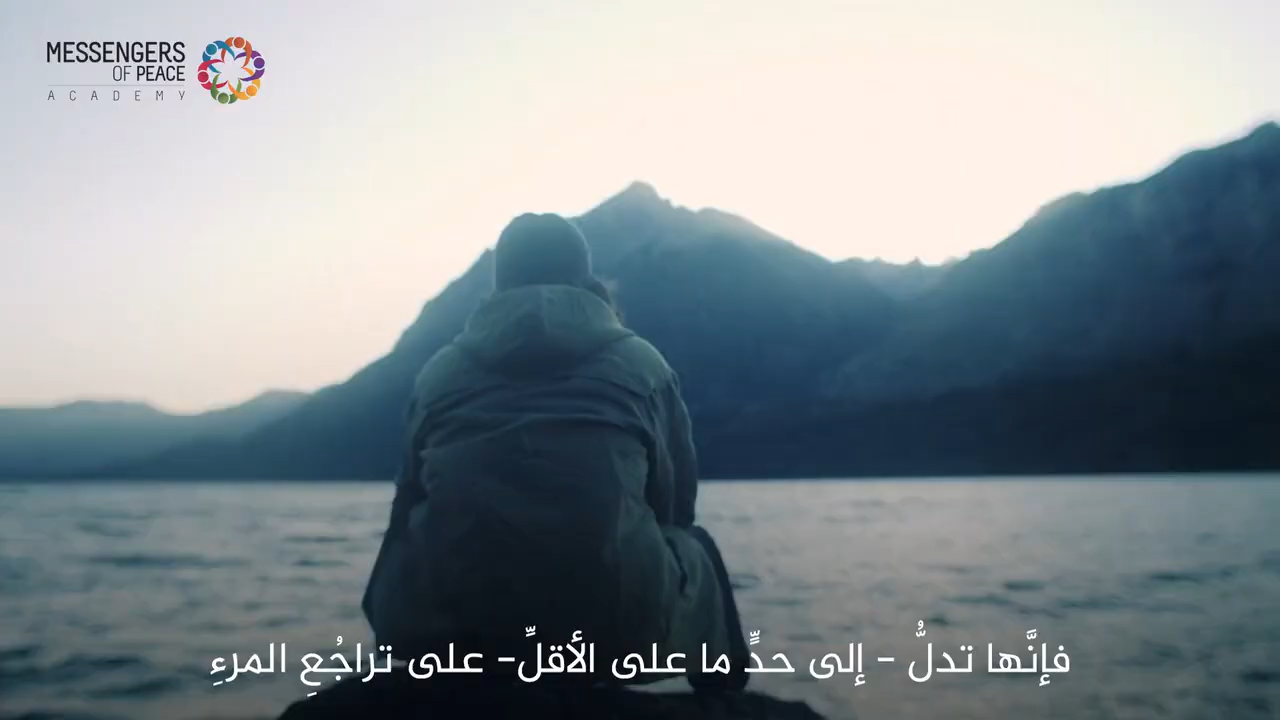 MESSENGERS
OF PEACE
ACADEMY
فإنَّها تدلُّ - إلى حدٍّ ما على الأقلِّ- على تراجُعِ المرءِ